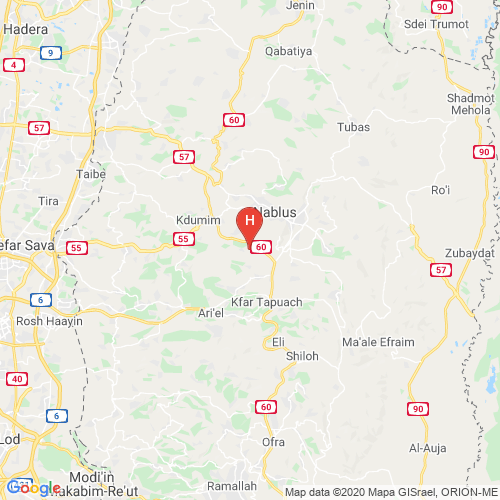 Jenin
90
Hadera
Sdei Trumot
9
Qabatiya
4
Shadmot
Mehola
60
57
Tubas
90
57
Taibe
Ro'i
Tira
Nablus
Kdumim
H
55
efar Sava
55
60
Zubaydat
57
6
Kfar Tapuach
Rosh Haayin
Ari'el
Eli
Ma'ale Efraim
Shiloh
40
60
90
6
Lod
Ofra
Al-Auja
Modi'in
Ramallah
Google
akabim-Re'ut
Map data ©2020 Mapa GISrael, ORION-ME